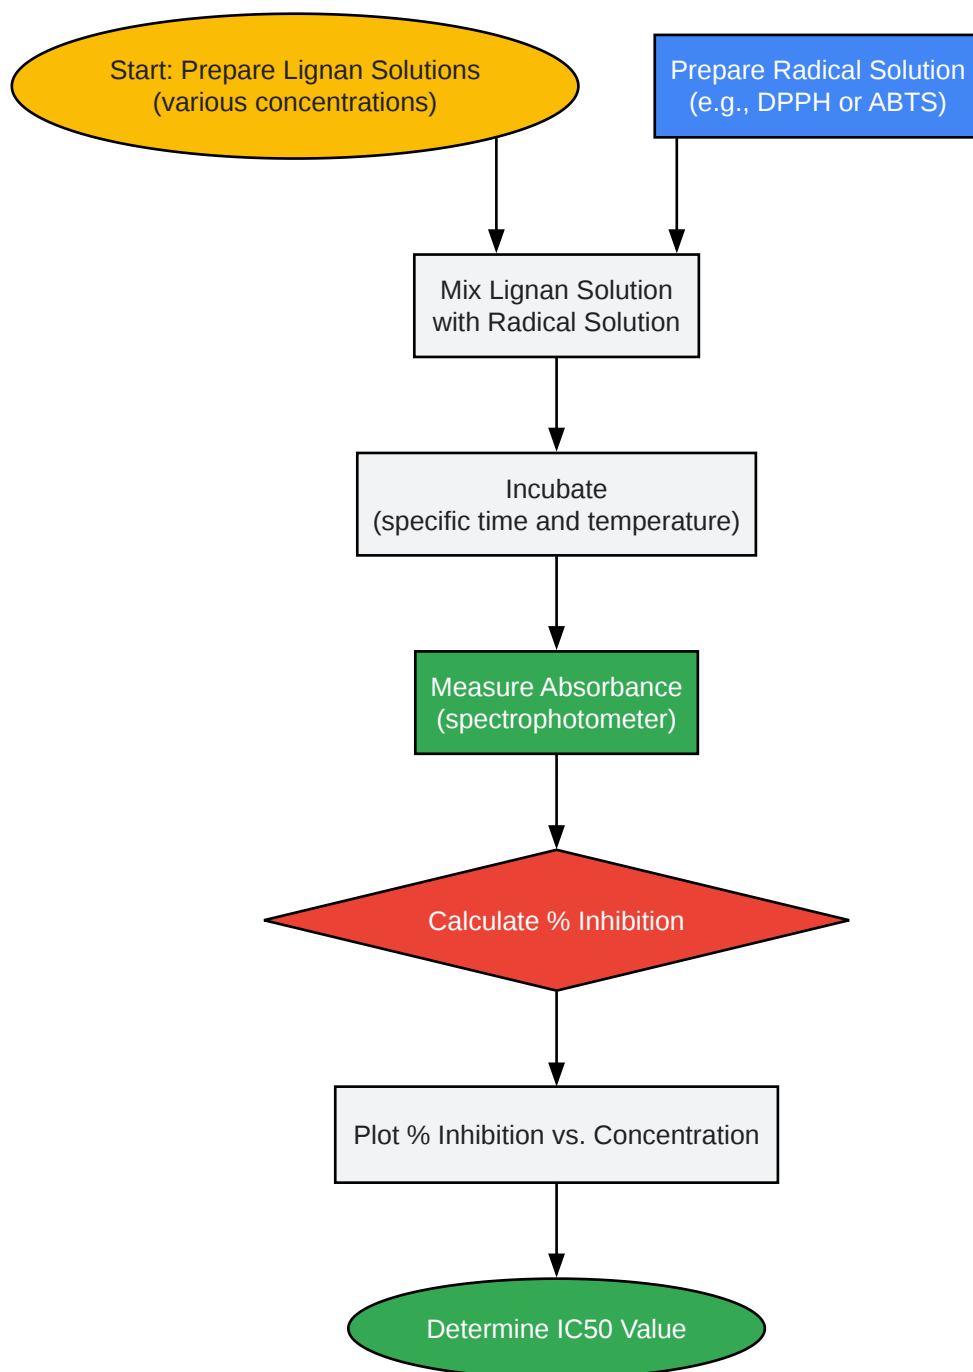 Start: Prepare Lignan Solutions
(various concentrations)
Prepare Radical Solution
(e.g., DPPH or ABTS)
Mix Lignan Solution
with Radical Solution
Incubate
(specific time and temperature)
Measure Absorbance
(spectrophotometer)
Calculate % Inhibition
Plot % Inhibition vs. Concentration
Determine IC50 Value